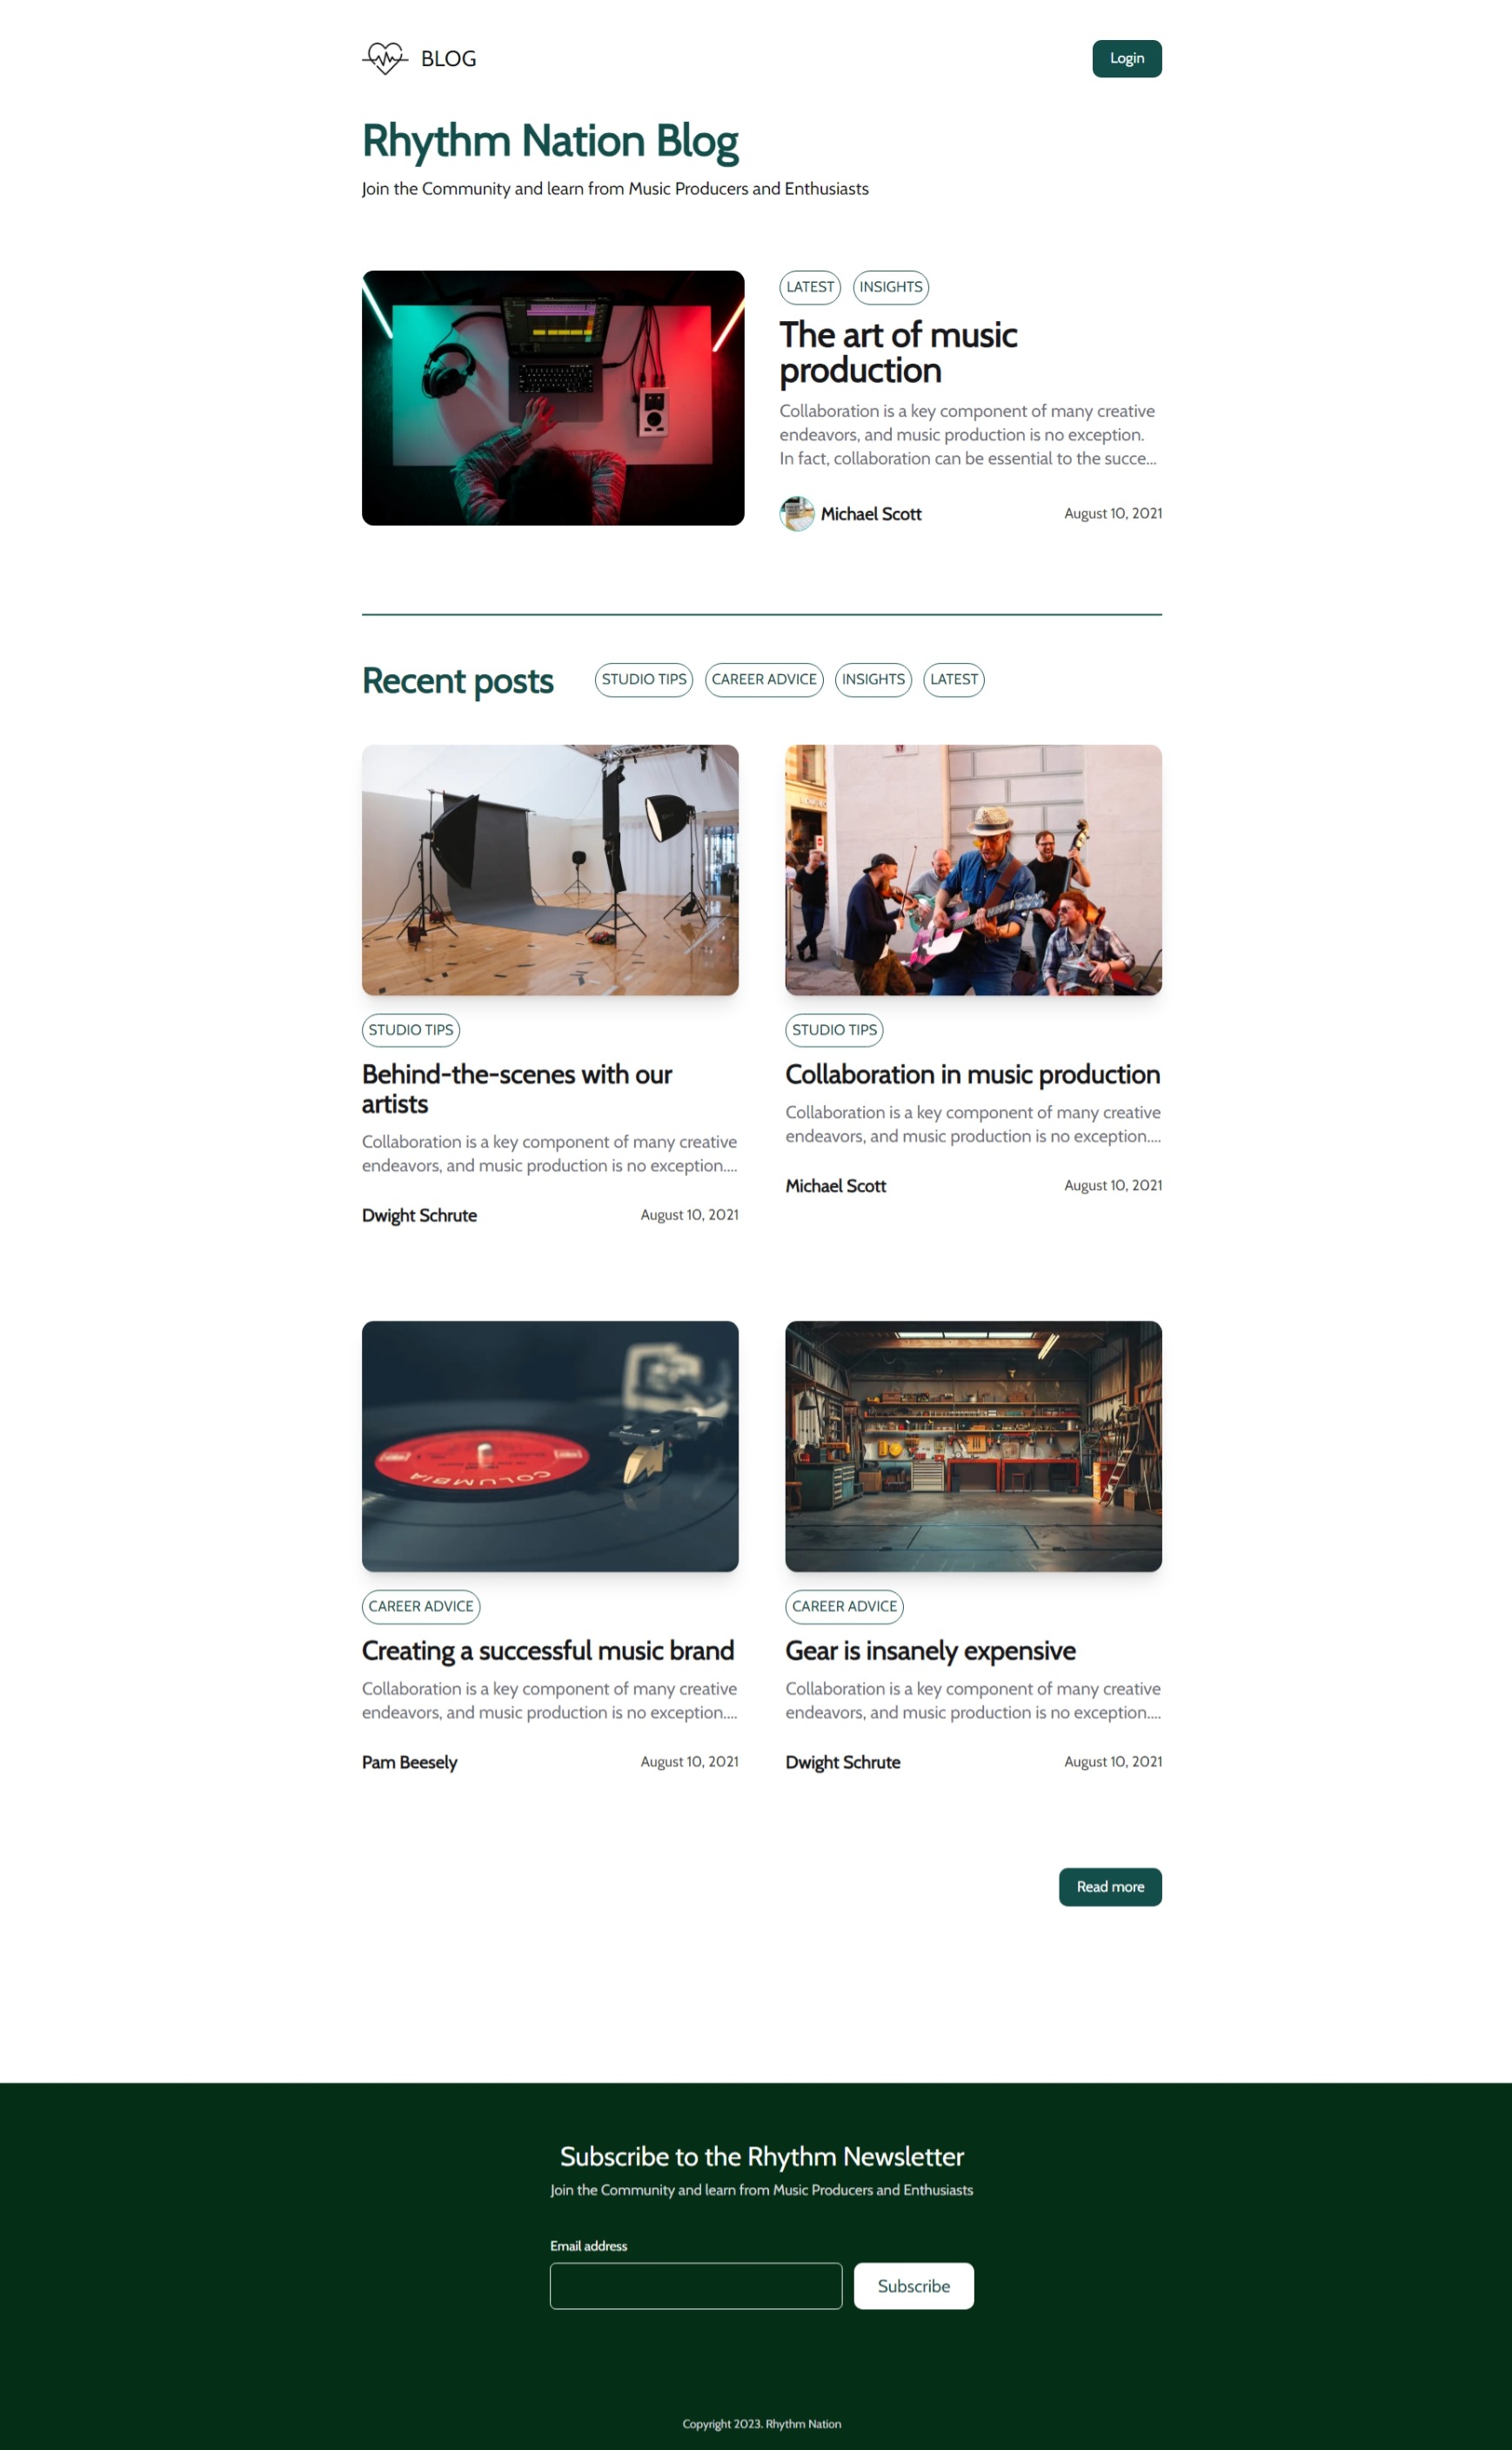 BLOG
Login
Rhythm Nation Blog
Join the Community and learn from Music Producers and Enthusiasts
LATEST
INSIGHTS
The art of music
production
Collaboration is a key component of many creative
endeavors, and music production is no exception.
In fact, collaboration can be essential to the succe...
Michael Scott
August 10, 2021
Recent posts
STUDIO TIPS
CAREER ADVICE
INSIGHTS
LATEST
STUDIO TIPS
Behind-the-scenes with our
artists
Collaboration is a key component of many creative
endeavors, and music production is no exception....
Dwight Schrute
August 10, 2021
STUDIO TIPS
Collaboration in music production
Collaboration is a key component of many creative
endeavors, and music production is no exception....
Michael Scott
August 10, 2021
COLUMBIA
CAREER ADVICE
Creating a successful music brand
Collaboration is a key component of many creative
endeavors, and music production is no exception....
Pam Beesely
August 10, 2021
CAREER ADVICE
Gear is insanely expensive
Collaboration is a key component of many creative
endeavors, and music production is no exception....
Dwight Schrute
August 10, 2021
Read more
Subscribe to the Rhythm Newsletter
Join the Community and learn from Music Producers and Enthusiasts
Email address
Subscribe
Copyright 2023. Rhythm Nation